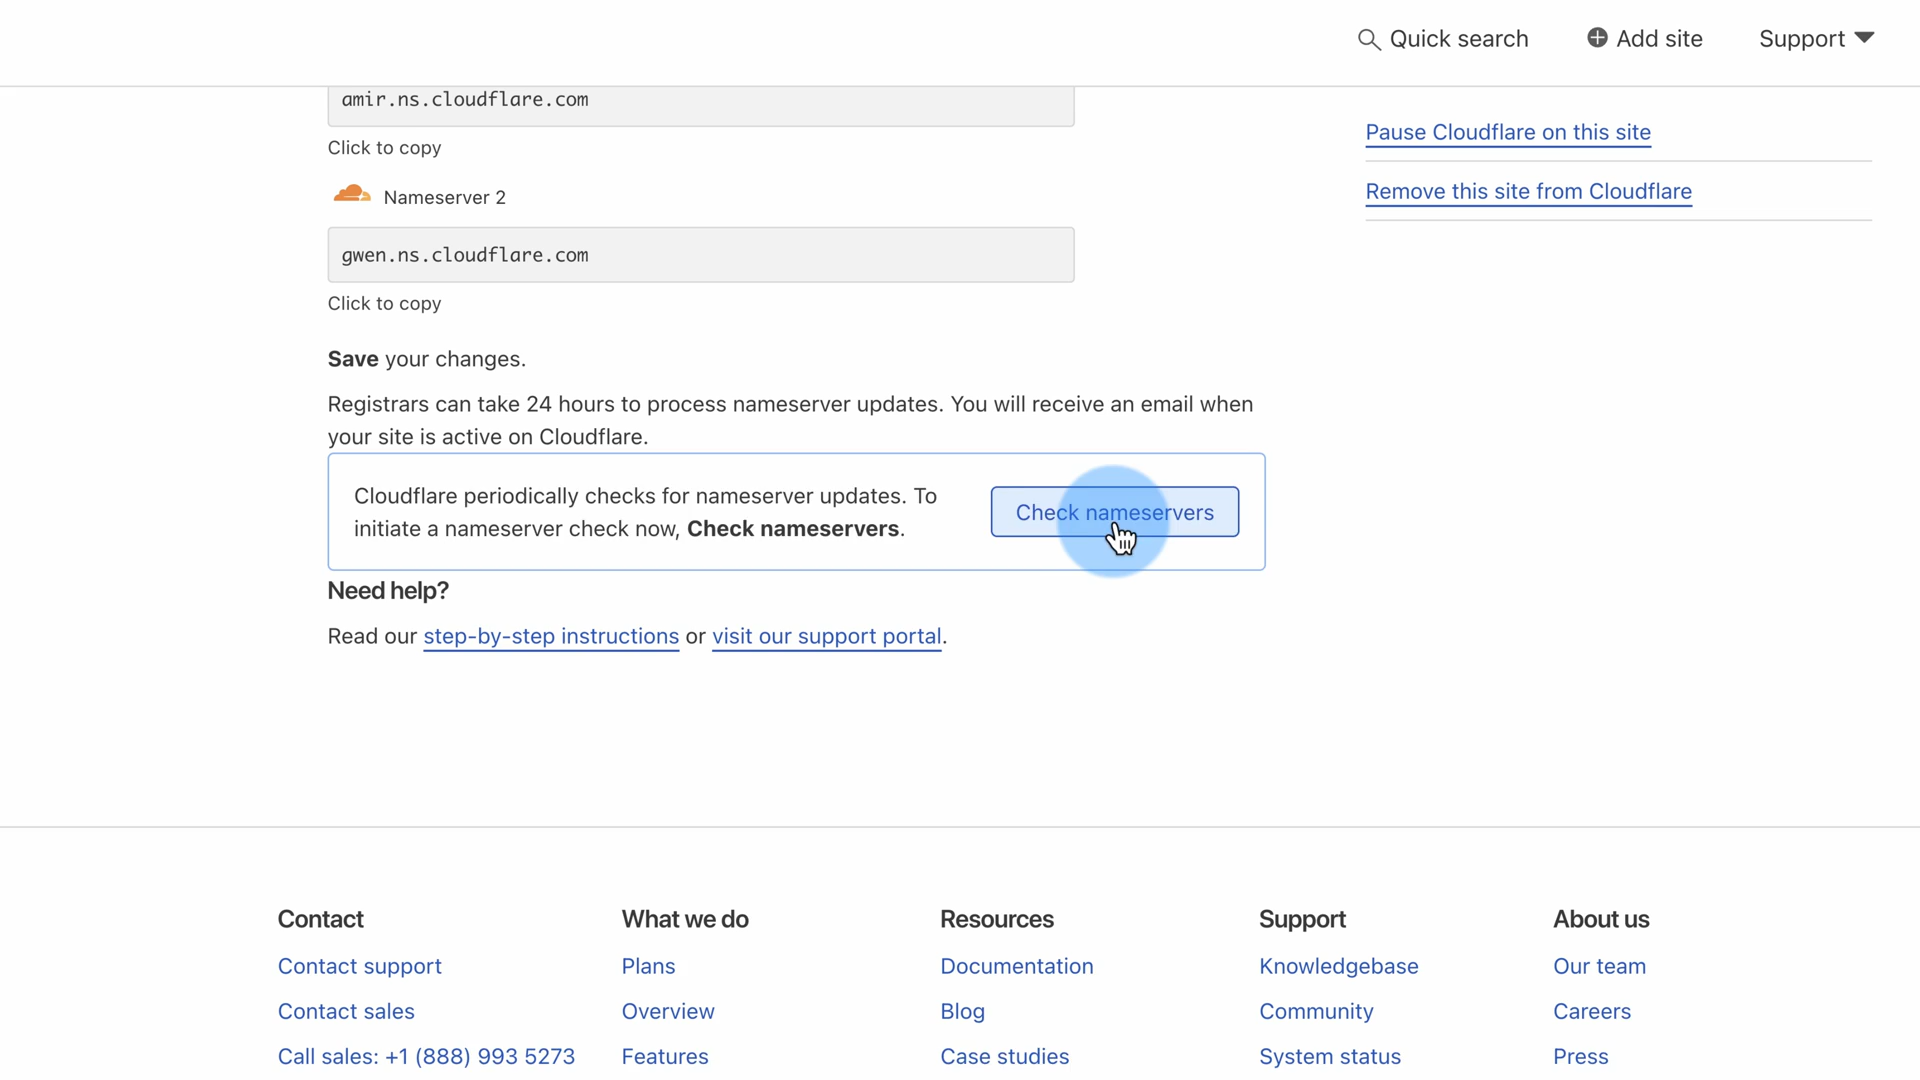 Quick search
Add site
Support
amir.ns.cloudflare.com
Click to copy
Nameserver 2
gwen.ns.cloudflare.com
Click to copy
Save your changes.
Registrars can take 24 hours to process nameserver updates. You will receive an email when
your site is active on Cloudflare.
Cloudflare periodically checks for nameserver updates. To
initiate a nameserver check now, Check nameservers.
Check nameservers
Need help?
Read our step-by-step instructions or visit our support portal.
Pause Cloudflare on this site
Remove this site from Cloudflare
Contact
Contact support
Contact sales
Call sales: +1 (888) 993 5273
What we do
Plans
Overview
Features
Resources
Documentation
Blog
Case studies
Support
Knowledgebase
Community
System status
About us
Our team
Careers
Press